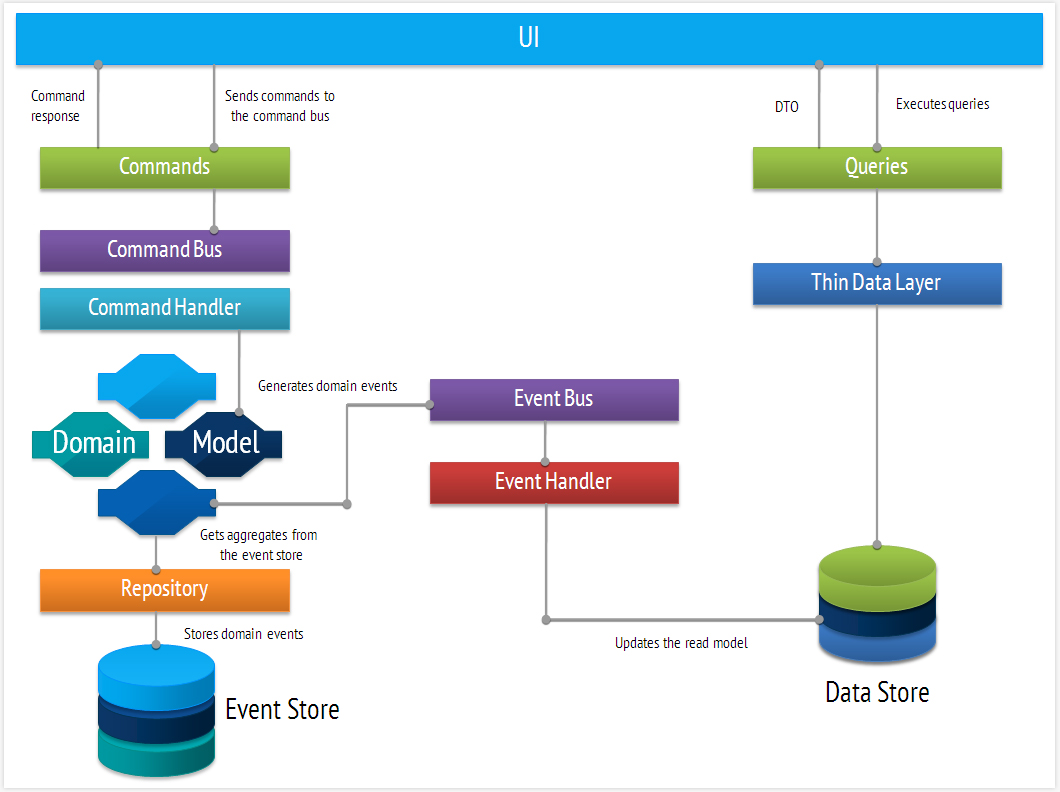 UI
Command
response
Sends commands to
the command bus
DTO
Executes queries
Commands
Queries
Command Bus
Thin Data Layer
Command Handler
Generates domain events
Event Bus
Domain Model
Event Handler
Gets aggregates from
the event store
Repository
Stores domain events
Updates the read model
Data Store
Event Store